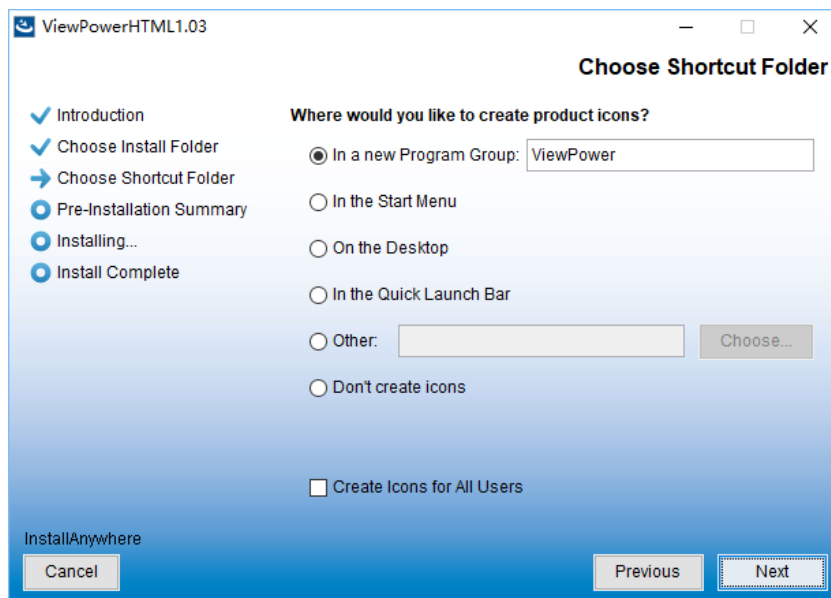 ViewPowerHTML1.03
Choose Shortcut Folder
Introduction
Choose Install Folder
Choose Shortcut Folder
Pre-Installation Summary
Installing...
Install Complete
Where would you like to create product icons?
In a new Program Group: ViewPower
In the Start Menu
On the Desktop
In the Quick Launch Bar
Other: Choose...
Don't create icons
Create Icons for All Users
InstallAnywhere
Cancel Previous Next